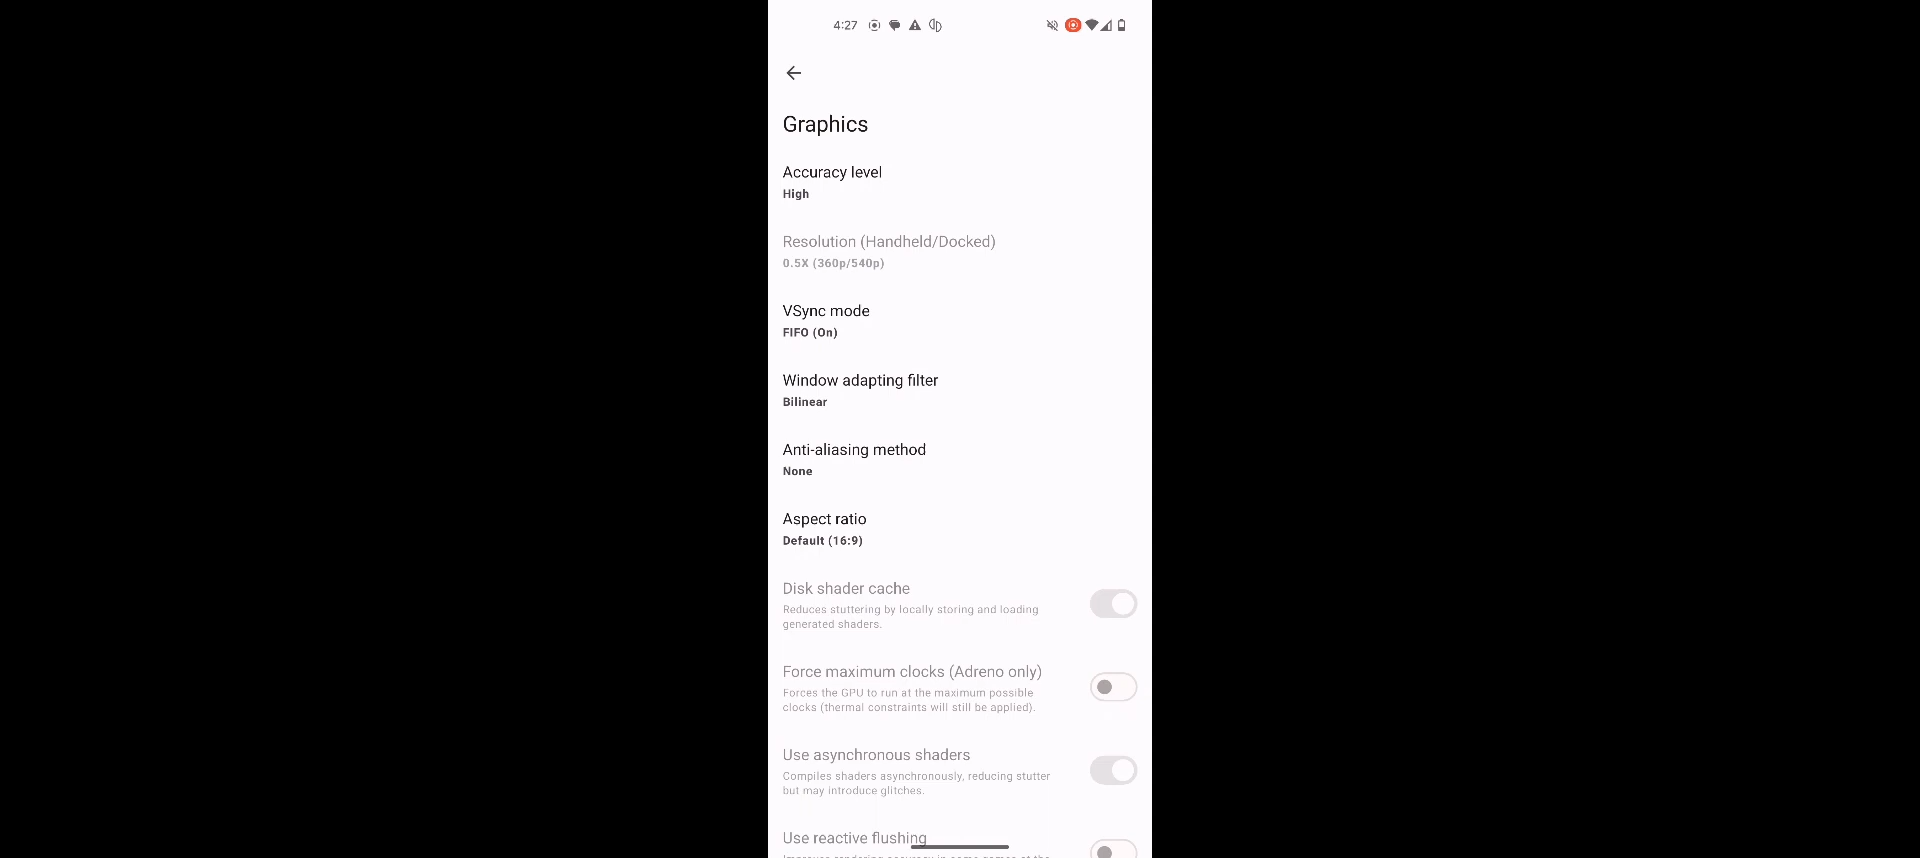 4:27
Graphics
Accuracy level
High
Resolution (Handheld/Docked)
0.5X (360p/540p)
VSync mode
FIFO (On)
Window adapting filter
Bilinear
Anti-aliasing method
None
Aspect ratio
Default (16:9)
Disk shader cache
Reduces stuttering by locally storing and loading
generated shaders.
Force maximum clocks (Adreno only)
Forces the GPU to run at the maximum possible
clocks (thermal constraints will still be applied).
Use asynchronous shaders
Compiles shaders asynchronously, reducing stutter
but may introduce glitches.
Use reactive flushing